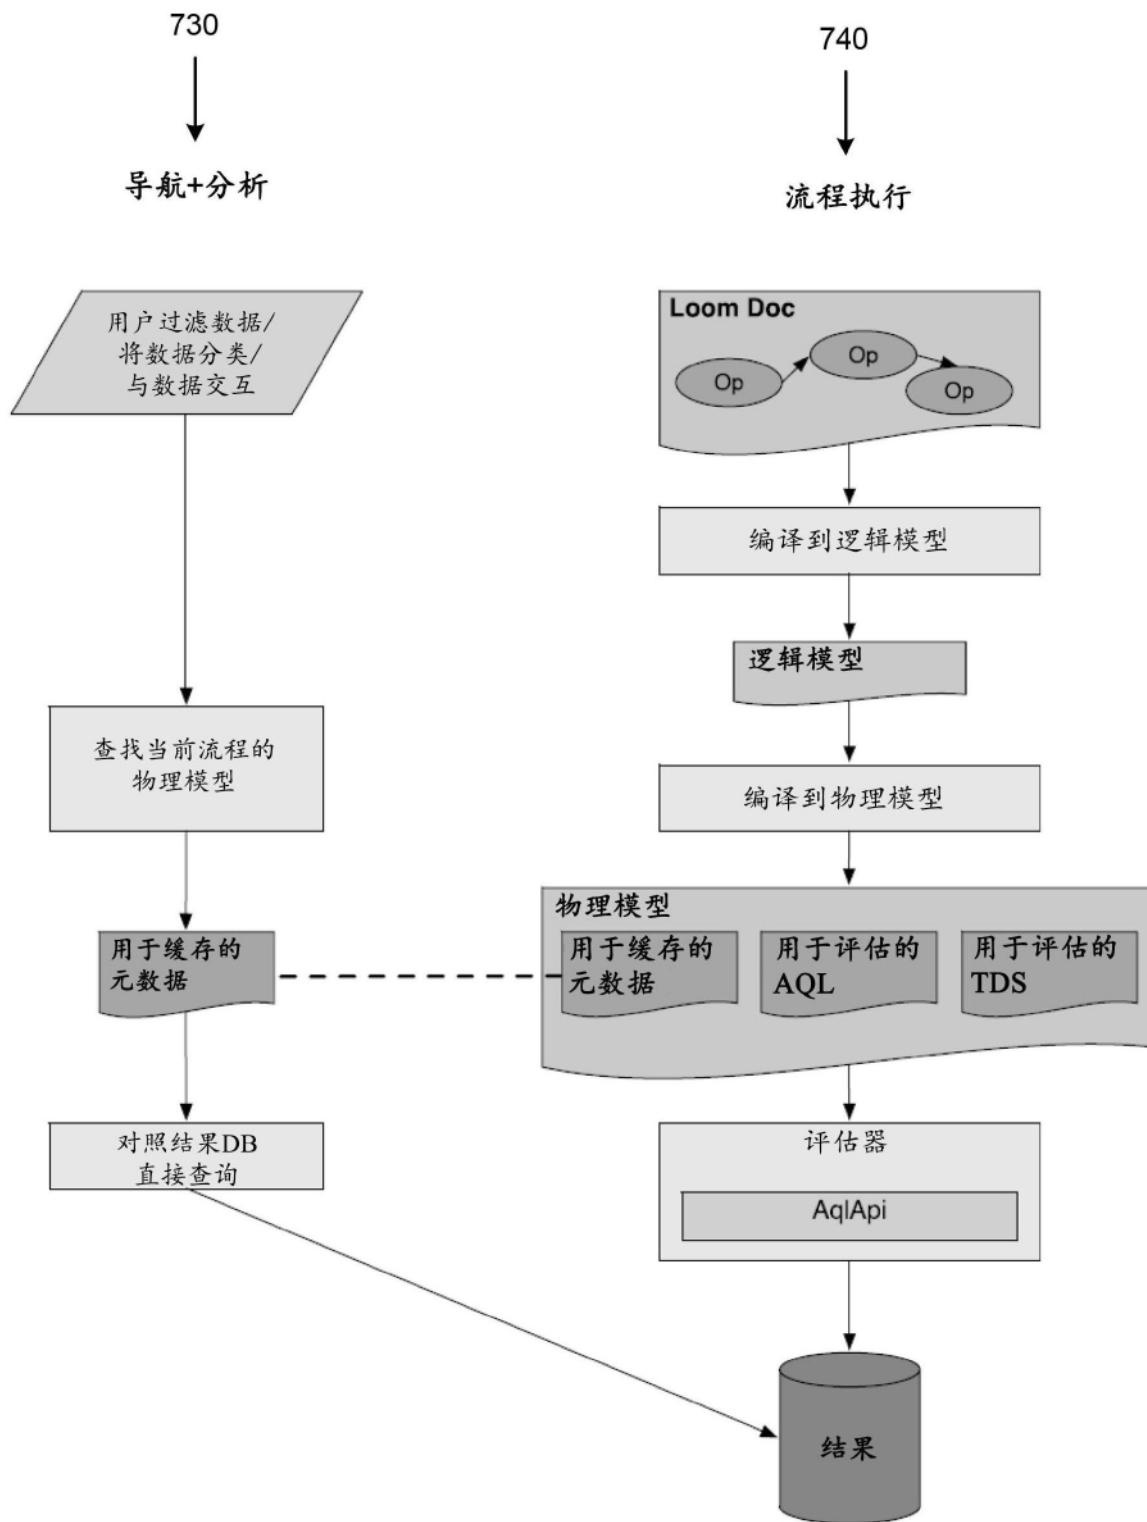 730
导航+分析
用户过滤数据/
将数据分类/
与数据交互
查找当前流程的
物理模型
用于缓存的
元数据
对照结果DB
直接查询
740
流程执行
Loom Doc
Op
Op
Op
编译到逻辑模型
逻辑模型
编译到物理模型
物理模型
用于缓存的
元数据
用于评估的
AQL
用于评估的
TDS
评估器
AqlApi
结果